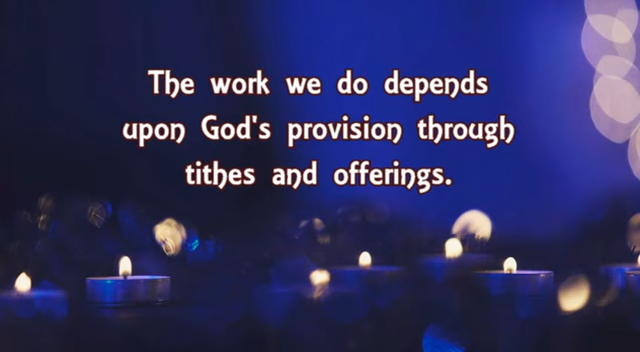 The work we do depends
upon God's provision through
tithes and offerings.